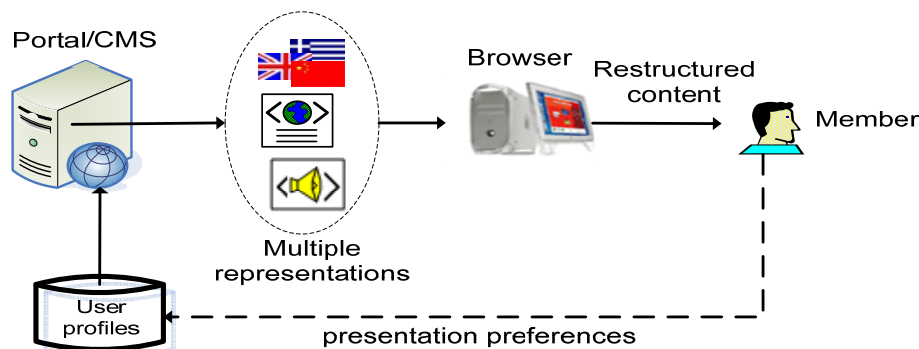 Portal/CMS
Browser
Restructured
content
Member
Multiple
representations
User
profiles
presentation preferences